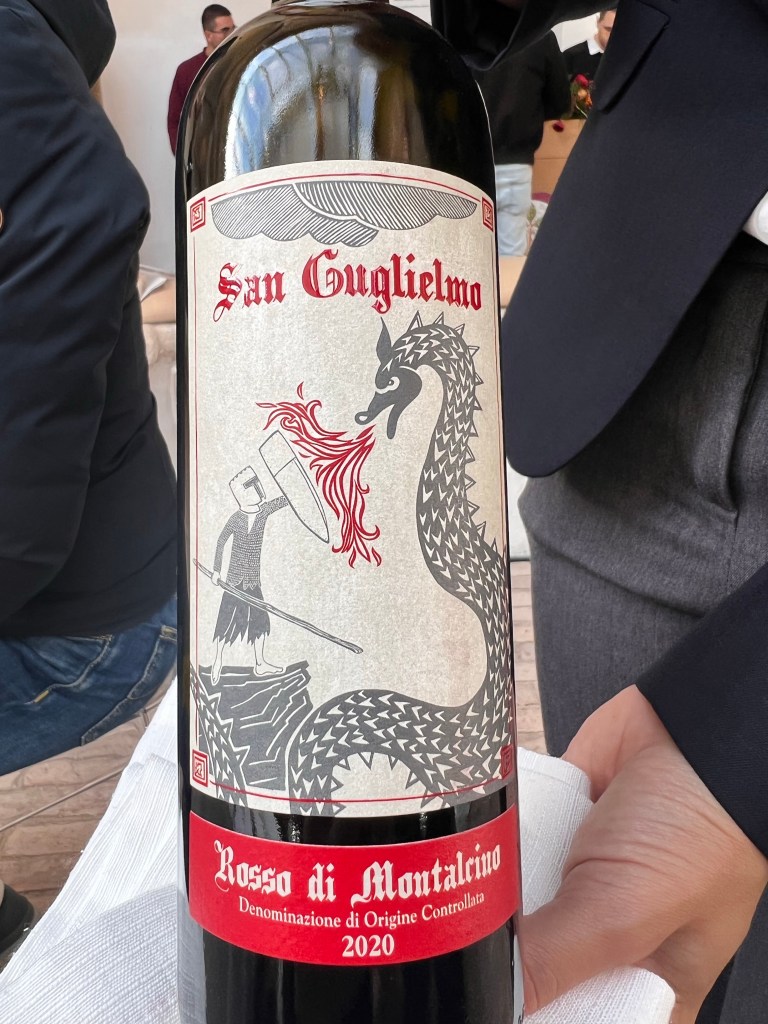 San Guglielmo
Rosso di Montalcino
Denominazione di Origine Controllata
2020